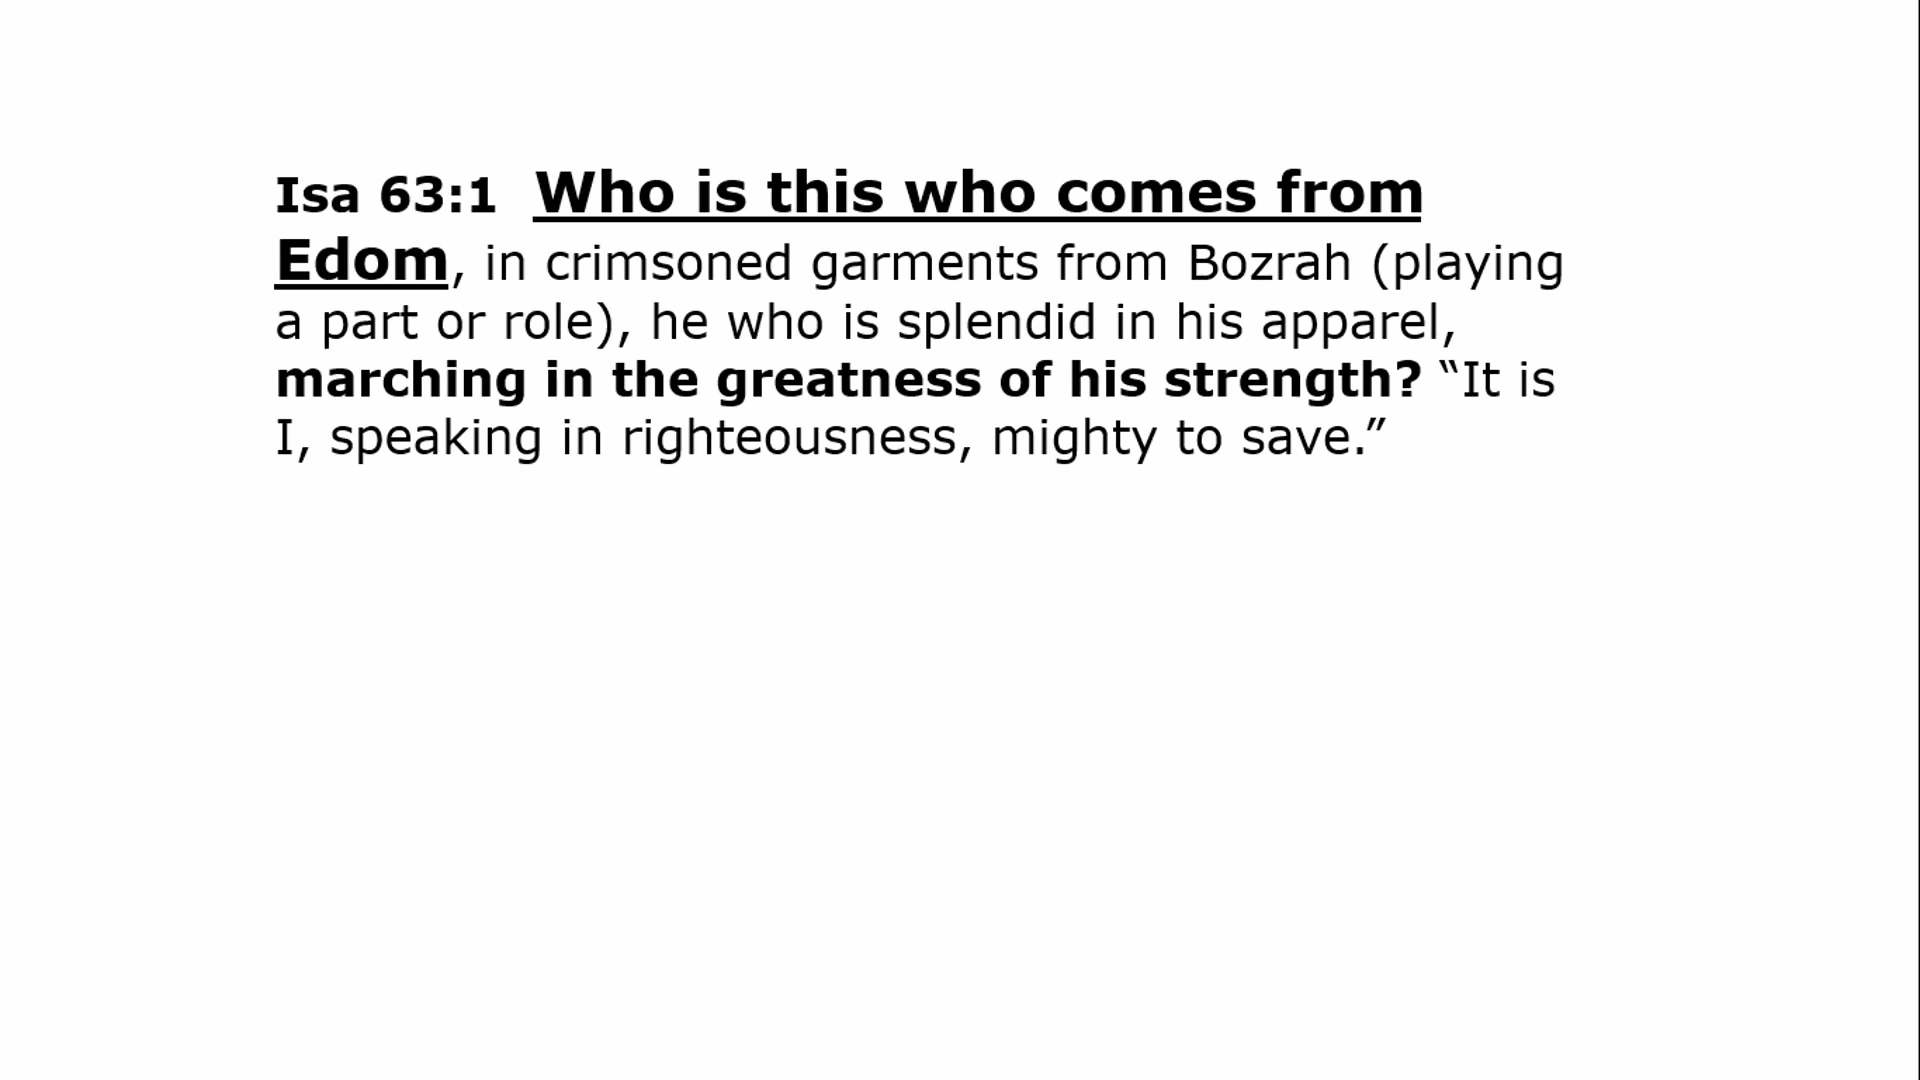 Isa 63:1  Who is this who comes from
Edom, in crimsoned garments from Bozrah (playing
a part or role), he who is splendid in his apparel,
marching in the greatness of his strength? “It is
I, speaking in righteousness, mighty to save.”